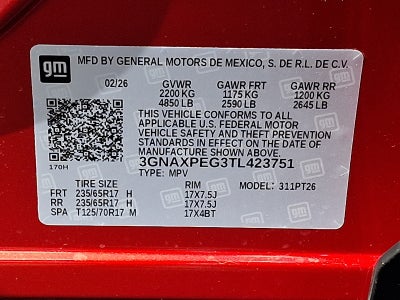 gm
MFD BY GENERAL MOTORS DE MEXICO, S. DE R.L. DE C.V.
02/26 GVWR GAWR FRT GAWR RR
2200 KG 1175 KG 1200 KG
4850 LB 2590 LB 2645 LB
THIS VEHICLE CONFORMS TO ALL
APPLICABLE U.S. FEDERAL MOTOR
VEHICLE SAFETY AND THEFT PREVENTION
STANDARDS IN EFFECT ON THE DATE OF
MANUFACTURE SHOWN ABOVE.
3GNAXPEG3TL423751
170H TYPE: MPV
TIRE SIZE RIM MODEL: 311PT26
FRT 235/65R17 H 17X7.5J
RR 235/65R17 H 17X7.5J
SPA T125/70R17 M 17X4BT